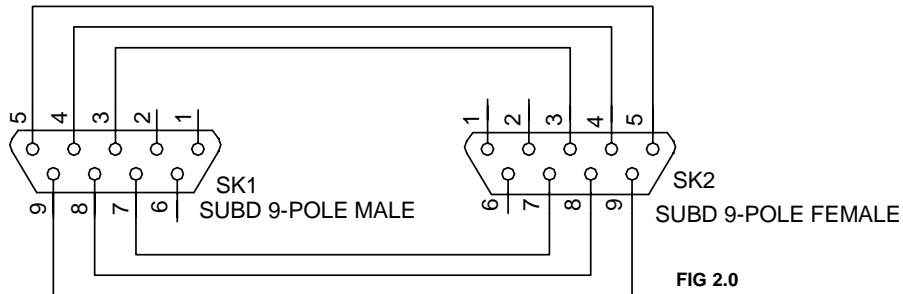 5 4 3 2 1
1 2 3 4 5
9 8 7 6
SK1
SUBD 9-POLE MALE
6 7 8 9
SK2
SUBD 9-POLE FEMALE
FIG 2.0